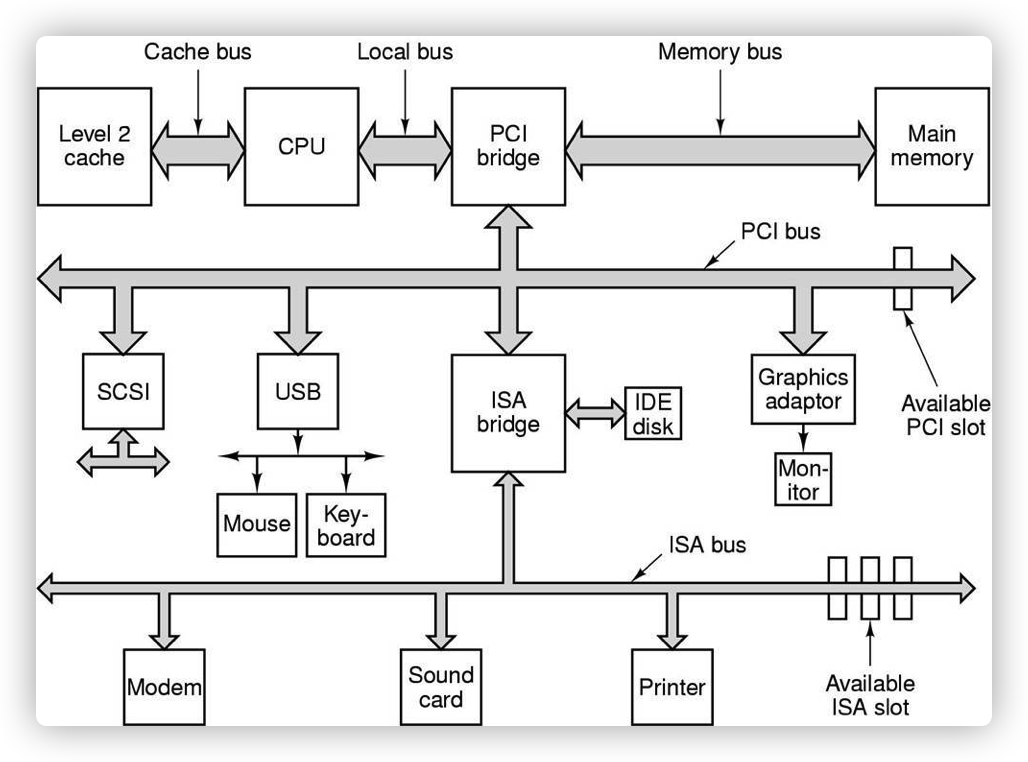 Cache bus
Local bus
Memory bus
Level 2
cache
CPU
PCI
bridge
Main
memory
PCI bus
SCSI
USB
ISA
bridge
IDE
disk
Graphics
adaptor
Available
PCI slot
Mon-
itor
Mouse
Key-
board
ISA bus
Modem
Sound
card
Printer
Available
ISA slot